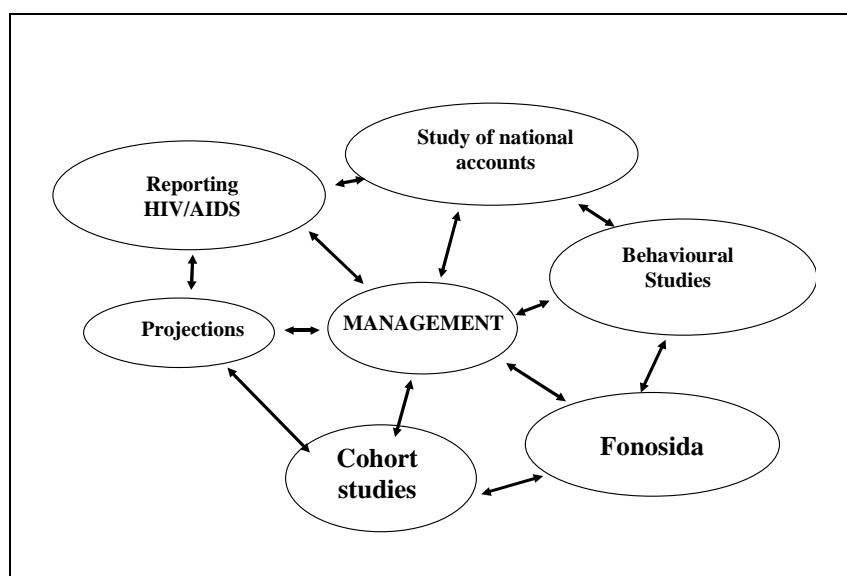 Study of national
accounts
Reporting
HIV/AIDS
Behavioural
Studies
Projections
MANAGEMENT
Fonosida
Cohort
studies